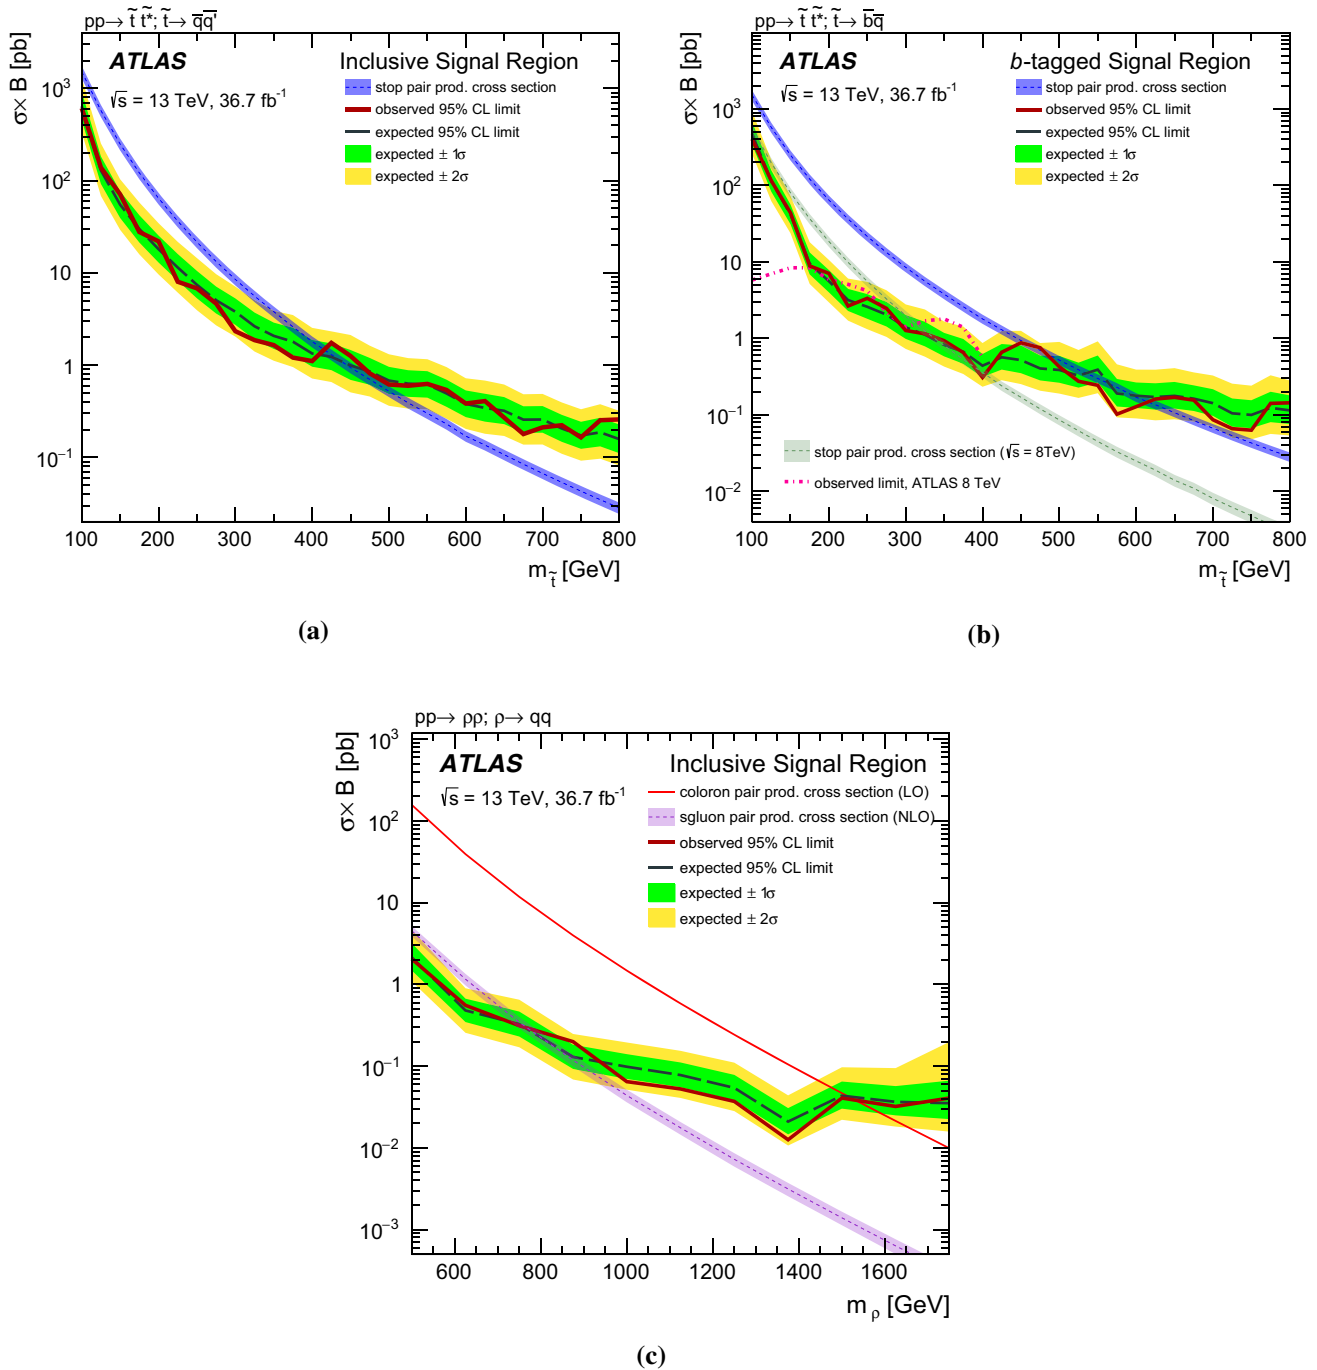 pp→ t̃ t̃*; t̃→ q̅q̅'
σ× B [pb]
ATLAS
Inclusive Signal Region
√s = 13 TeV, 36.7 fb⁻¹
stop pair prod. cross section
observed 95% CL limit
expected 95% CL limit
expected ± 1σ
expected ± 2σ
10³
10²
10
1
10⁻¹
100 200 300 400 500 600 700 800
m_t̃ [GeV]
(a)
pp→ t̃ t̃*; t̃→ b̅q̅
σ× B [pb]
ATLAS
b-tagged Signal Region
√s = 13 TeV, 36.7 fb⁻¹
stop pair prod. cross section
observed 95% CL limit
expected 95% CL limit
expected ± 1σ
expected ± 2σ
stop pair prod. cross section (√s = 8TeV)
observed limit, ATLAS 8 TeV
10³
10²
10
1
10⁻¹
10⁻²
100 200 300 400 500 600 700 800
m_t̃ [GeV]
(b)
pp→ ρρ; ρ→ qq
σ× B [pb]
ATLAS
Inclusive Signal Region
√s = 13 TeV, 36.7 fb⁻¹
coloron pair prod. cross section (LO)
sgluon pair prod. cross section (NLO)
observed 95% CL limit
expected 95% CL limit
expected ± 1σ
expected ± 2σ
10³
10²
10
1
10⁻¹
10⁻²
10⁻³
600 800 1000 1200 1400 1600
m_ρ [GeV]
(c)